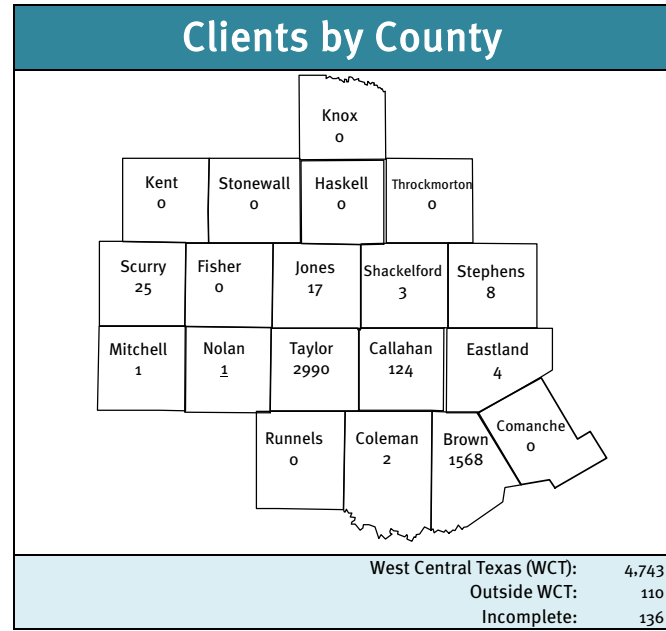 Clients by County
Knox
0
Kent
0
Stonewall
0
Haskell
0
Throckmorton
0
Scurry
25
Fisher
0
Jones
17
Shackelford
3
Stephens
8
Mitchell
1
Nolan
1
Taylor
2990
Callahan
124
Eastland
4
Runnels
0
Coleman
2
Brown
1568
Comanche
0
West Central Texas (WCT): 4,743
Outside WCT: 110
Incomplete: 136